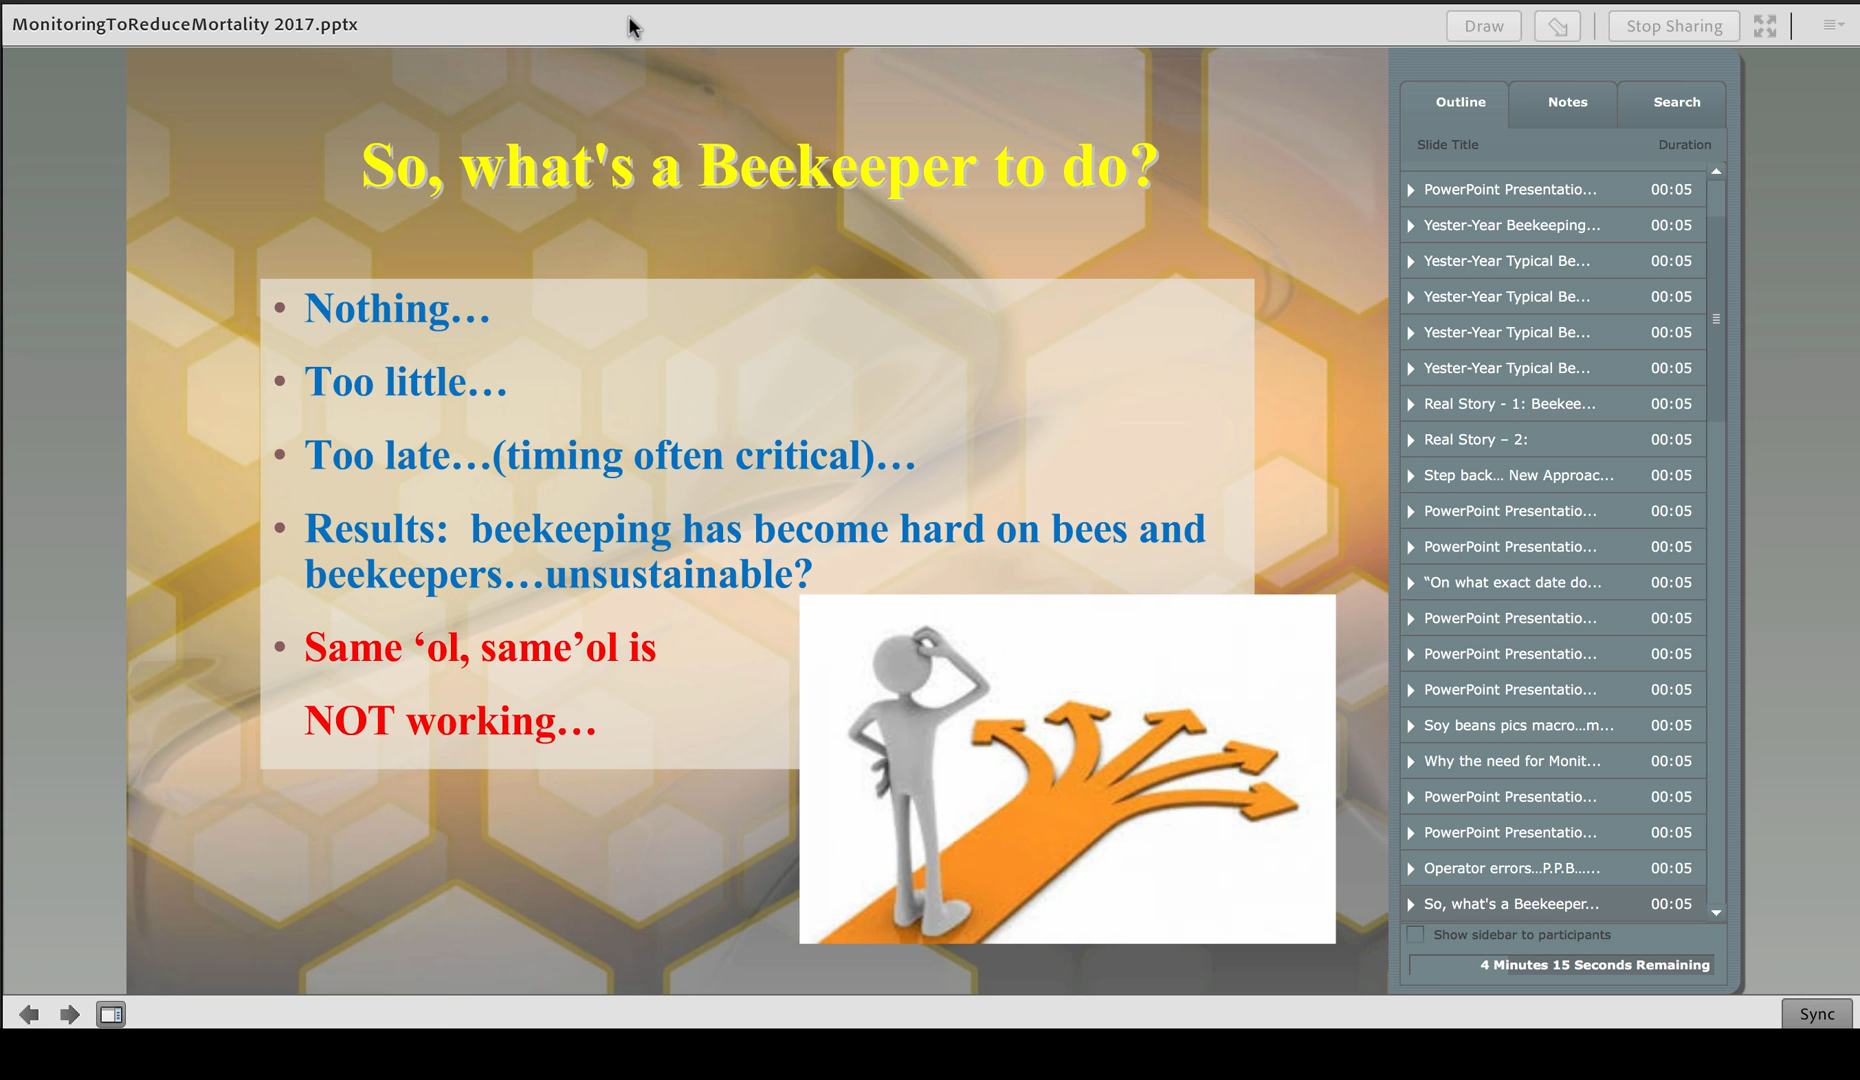 MonitoringToReduceMortality 2017.pptx
Draw
Stop Sharing
So, what's a Beekeeper to do?
• Nothing…
• Too little…
• Too late…(timing often critical)…
• Results:  beekeeping has become hard on bees and
beekeepers…unsustainable?
• Same ‘ol, same’ol is
NOT working…
Outline
Notes
Search
Slide Title
Duration
PowerPoint Presentatio... 00:05
Yester-Year Beekeeping... 00:05
Yester-Year Typical Be... 00:05
Yester-Year Typical Be... 00:05
Yester-Year Typical Be... 00:05
Yester-Year Typical Be... 00:05
Real Story - 1: Beekee... 00:05
Real Story – 2: 00:05
Step back… New Approac... 00:05
PowerPoint Presentatio... 00:05
PowerPoint Presentatio... 00:05
“On what exact date do... 00:05
PowerPoint Presentatio... 00:05
PowerPoint Presentatio... 00:05
PowerPoint Presentatio... 00:05
Soy beans pics macro…m... 00:05
Why the need for Monit... 00:05
PowerPoint Presentatio... 00:05
PowerPoint Presentatio... 00:05
Operator errors…P.P.B…... 00:05
So, what's a Beekeeper... 00:05
Show sidebar to participants
4 Minutes 15 Seconds Remaining
Sync